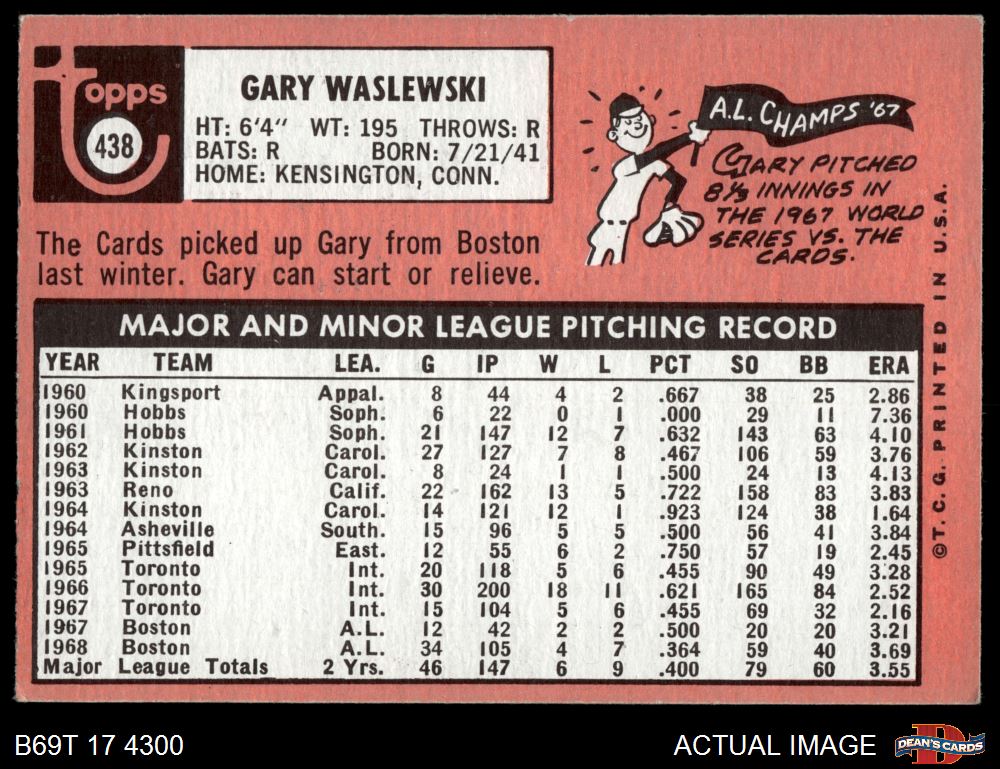 Topps
438
GARY WASLEWSKI
HT: 6'4" WT: 195 THROWS: R
BATS: R BORN: 7/21/41
HOME: KENSINGTON, CONN.
The Cards picked up Gary from Boston
last winter. Gary can start or relieve.
A.L. CHAMPS '67
GARY PITCHED
8⅓ INNINGS IN
THE 1967 WORLD
SERIES VS. THE
CARDS.
MAJOR AND MINOR LEAGUE PITCHING RECORD
YEAR TEAM LEA. G IP W L PCT SO BB ERA
1960 Kingsport Appal. 8 44 4 2 .667 38 25 2.86
1960 Hobbs Soph. 6 22 0 1 .000 29 11 7.36
1961 Hobbs Soph. 21 147 12 7 .632 143 63 4.10
1962 Kinston Carol. 27 127 7 8 .467 106 59 3.76
1963 Kinston Carol. 8 24 1 1 .500 24 13 4.13
1963 Reno Calif. 22 162 13 5 .722 158 83 3.83
1964 Kinston Carol. 14 121 12 1 .923 124 38 1.64
1964 Asheville South. 15 96 5 5 .500 56 41 3.84
1965 Pittsfield East. 12 55 6 2 .750 57 19 2.45
1965 Toronto Int. 20 118 5 6 .455 90 49 3.28
1966 Toronto Int. 30 200 18 11 .621 165 84 2.52
1967 Toronto Int. 15 104 5 6 .455 69 32 2.16
1967 Boston A.L. 12 42 2 2 .500 20 20 3.21
1968 Boston A.L. 34 105 4 7 .364 59 40 3.69
Major League Totals 2 Yrs. 46 147 6 9 .400 79 60 3.55
©T.C.G. PRINTED IN U.S.A.
B69T 17 4300
ACTUAL IMAGE
D
DEAN'S CARDS